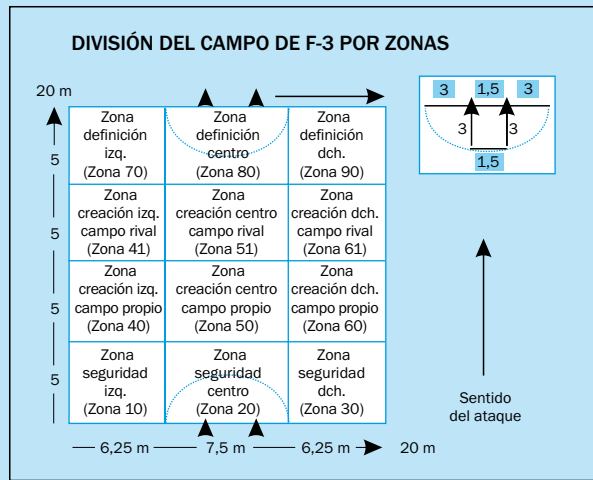 DIVISIÓN DEL CAMPO DE F-3 POR ZONAS
20 m
Zona
definición
izq.
(Zona 70)
Zona
definición
centro
(Zona 80)
Zona
definición
dch.
(Zona 90)
5
Zona
creación izq.
campo rival
(Zona 41)
Zona
creación centro
campo rival
(Zona 51)
Zona
creación dch.
campo rival
(Zona 61)
5
Zona
creación izq.
campo propio
(Zona 40)
Zona
creación centro
campo propio
(Zona 50)
Zona
creación dch.
campo propio
(Zona 60)
5
Zona
seguridad
izq.
(Zona 10)
Zona
seguridad
centro
(Zona 20)
Zona
seguridad
dch.
(Zona 30)
5
6,25 m 7,5 m 6,25 m 20 m
3 1,5 3
3 3
1,5
Sentido
del ataque